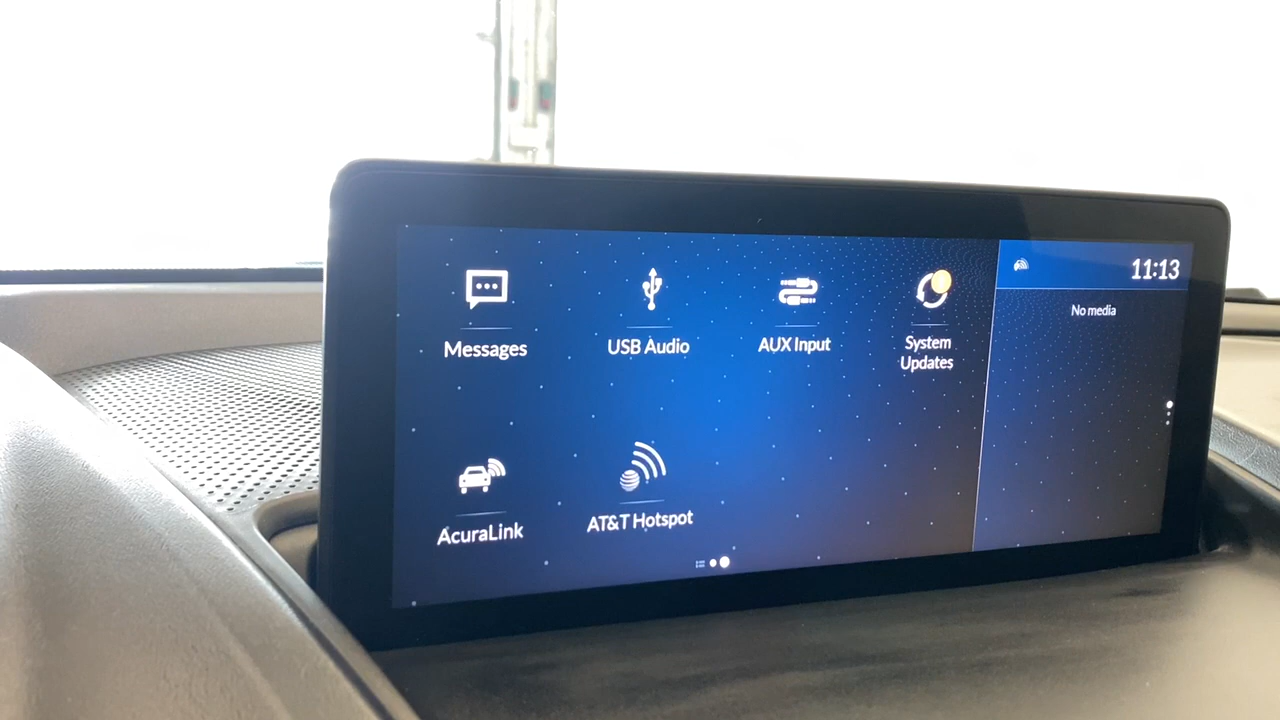 11:13
Messages
USB Audio
AUX Input
System
Updates
No media
AcuraLink
AT&T Hotspot